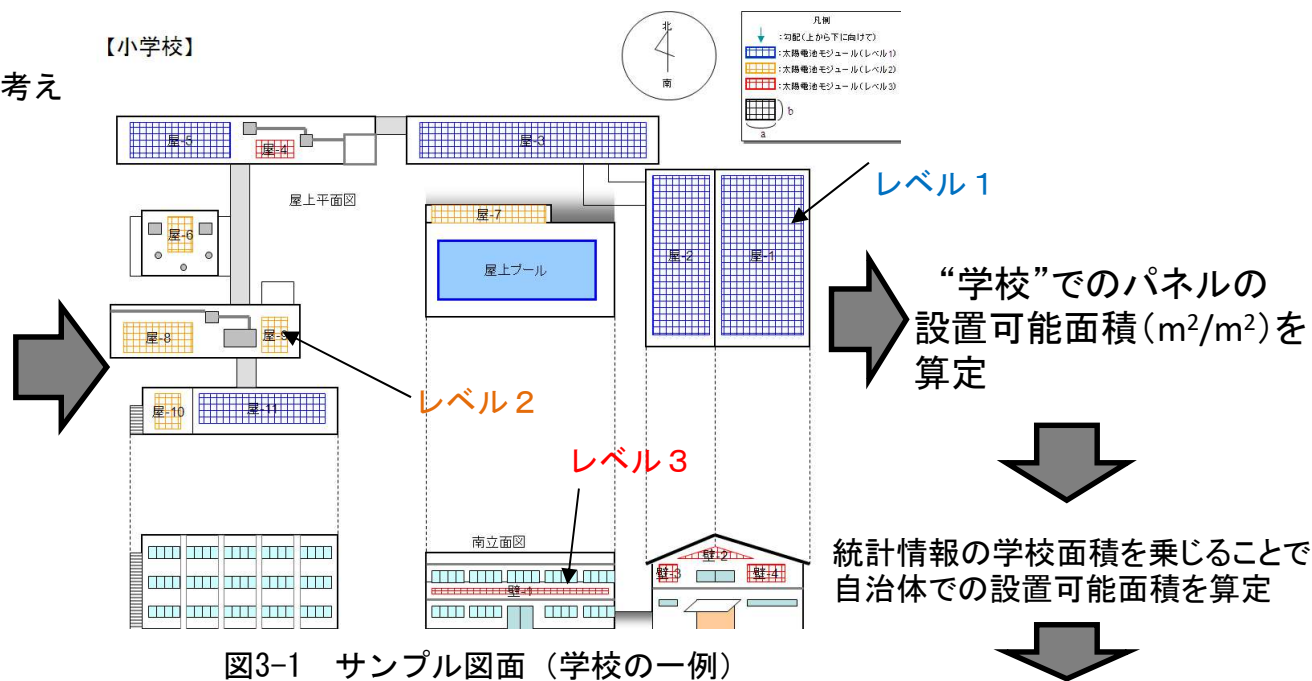 【小学校】
考え
北
南
凡例
：勾配（上から下に向けて）
：太陽電池モジュール（レベル1）
：太陽電池モジュール（レベル2）
：太陽電池モジュール（レベル3）
b
a
屋-5
屋-4
屋-3
屋上平面図
レベル１
屋-7
屋-6
屋-2
屋-1
屋上プール
“学校”でのパネルの
設置可能面積（m²/m²）を
算定
屋-8
屋-9
レベル２
屋-10
屋-11
レベル３
南立面図
壁-1
壁-2
壁-3
壁-4
統計情報の学校面積を乗じることで
自治体での設置可能面積を算定
図3-1　サンプル図面（学校の一例）